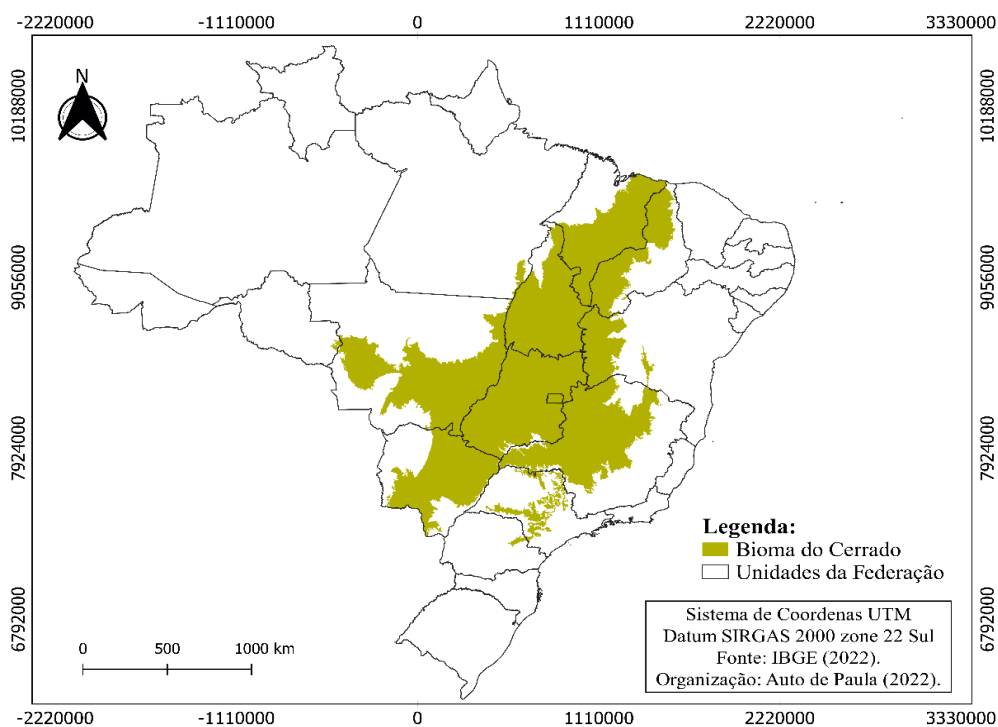 -2220000 -1110000 0 1110000 2220000 3330000
N
10188000 10188000
9056000 9056000
7924000 7924000
6792000 6792000
Legenda:
Bioma do Cerrado
Unidades da Federação
Sistema de Coordenas UTM
Datum SIRGAS 2000 zone 22 Sul
Fonte: IBGE (2022).
Organização: Auto de Paula (2022).
0 500 1000 km
-2220000 -1110000 0 1110000 2220000 3330000